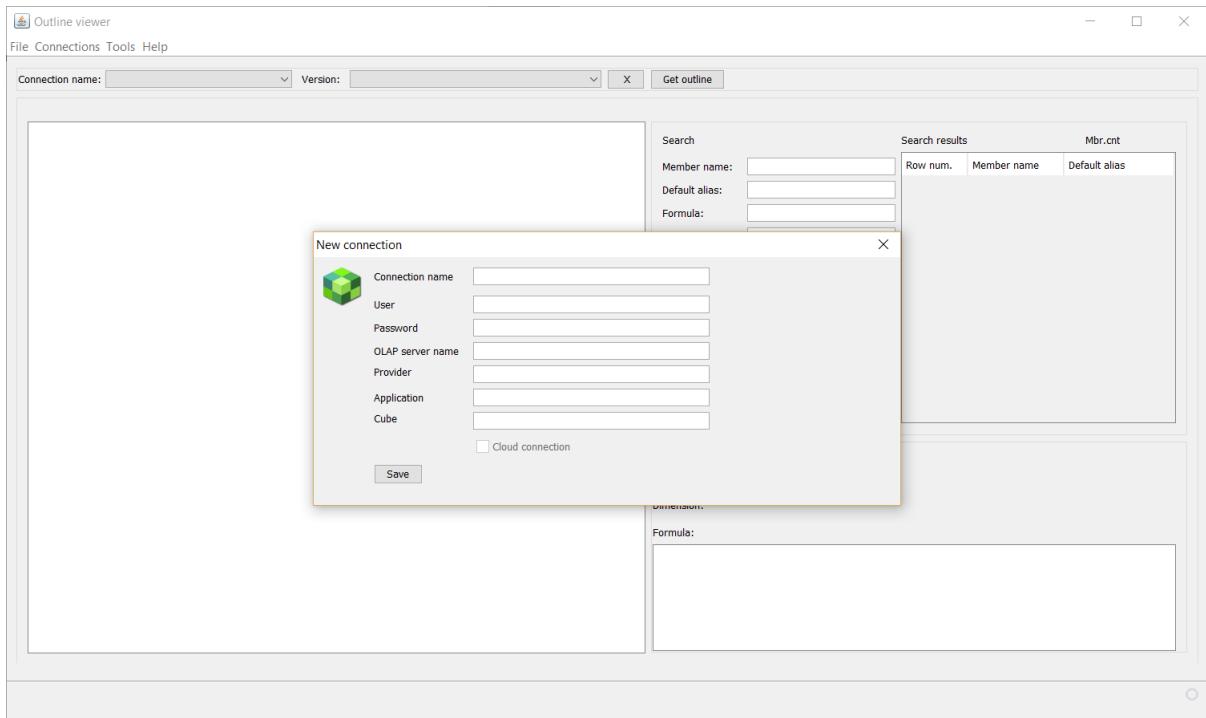 Outline viewer
File Connections Tools Help
Connection name: Version: X Get outline
Search Search results Mbr.cnt
Member name: Row num. Member name Default alias
Default alias:
Formula:
New connection
Connection name
User
Password
OLAP server name
Provider
Application
Cube
Cloud connection
Save
Dimension:
Formula: